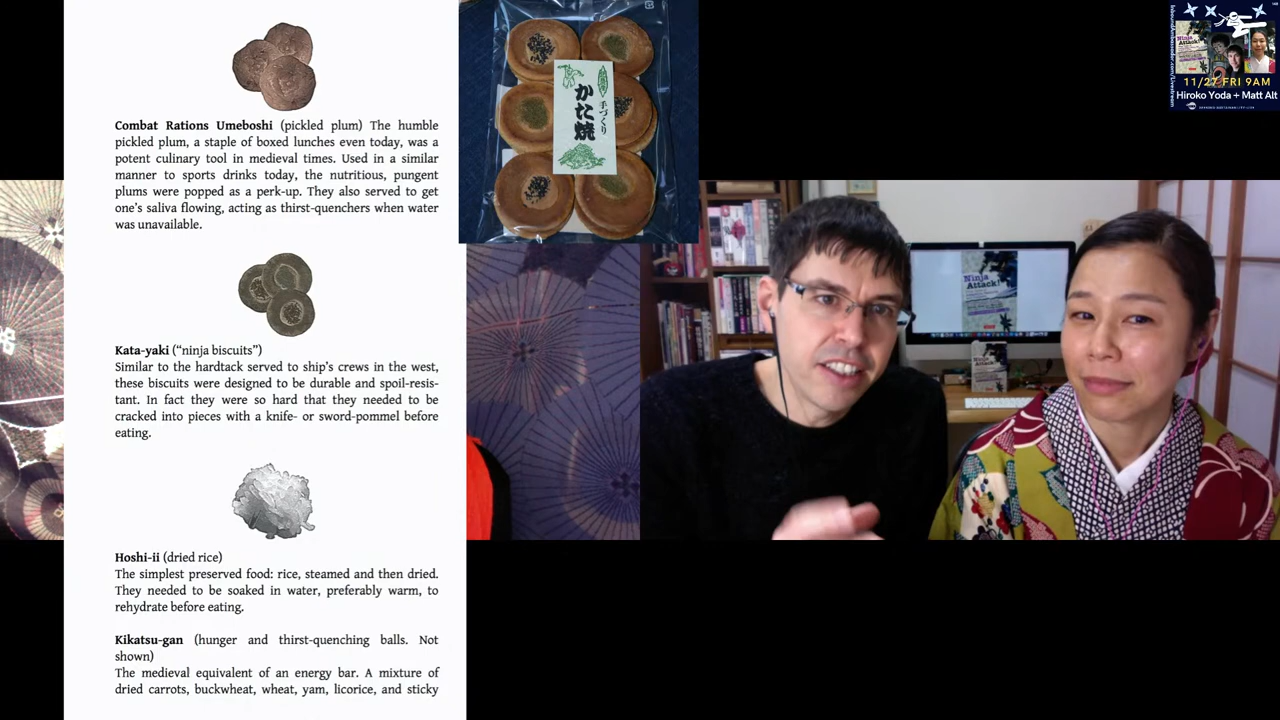 Combat Rations Umeboshi (pickled plum) The humble
pickled plum, a staple of boxed lunches even today, was a
potent culinary tool in medieval times. Used in a similar
manner to sports drinks today, the nutritious, pungent
plums were popped as a perk-up. They also served to get
one's saliva flowing, acting as thirst-quenchers when water
was unavailable.
Kata-yaki (“ninja biscuits”)
Similar to the hardtack served to ship's crews in the west,
these biscuits were designed to be durable and spoil-resis-
tant. In fact they were so hard that they needed to be
cracked into pieces with a knife- or sword-pommel before
eating.
Hoshi-ii (dried rice)
The simplest preserved food: rice, steamed and then dried.
They needed to be soaked in water, preferably warm, to
rehydrate before eating.
Kikatsu-gan (hunger and thirst-quenching balls. Not
shown)
The medieval equivalent of an energy bar. A mixture of
dried carrots, buckwheat, wheat, yam, licorice, and sticky
手づくり
かた焼
Ninja
Attack!
Ninja
Attack!
InboundAmbassador.com/Livestream
Ninja
Attack!
11/27 FRI 9AM
Hiroko Yoda + Matt Alt